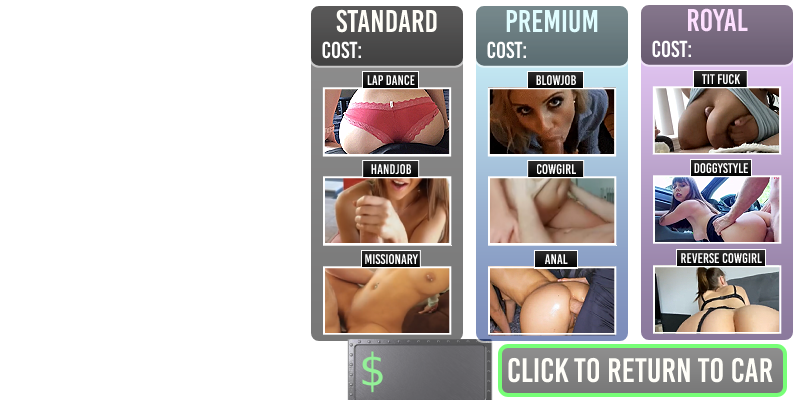 STANDARD
COST:
LAP DANCE
HANDJOB
MISSIONARY
PREMIUM
COST:
BLOWJOB
COWGIRL
ANAL
ROYAL
COST:
TIT FUCK
DOGGYSTYLE
REVERSE COWGIRL
$
CLICK TO RETURN TO CAR